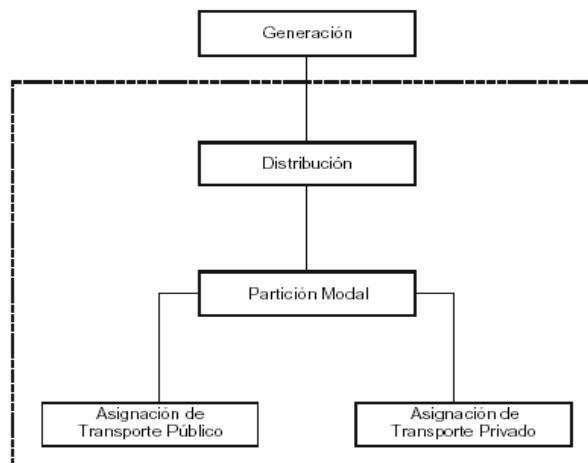 Generación
Distribución
Partición Modal
Asignación de
Transporte Público
Asignación de
Transporte Privado